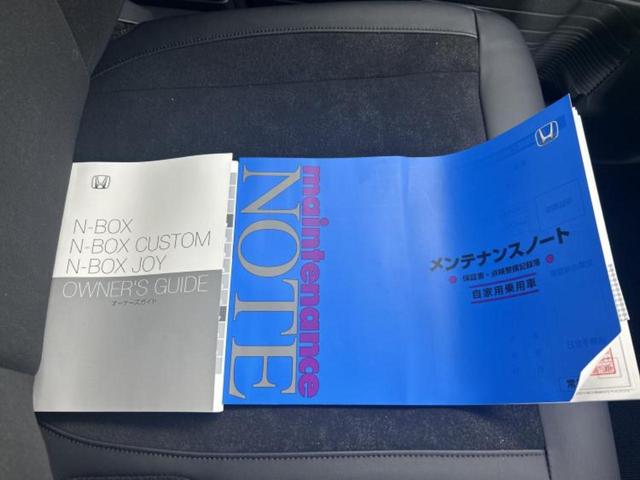 N-BOX
N-BOX CUSTOM
N-BOX JOY
OWNER'S GUIDE
オーナーズガイド
maintenance
NOTE
メンテナンスノート
保証書・点検整備記録簿
自家用乗用車
常